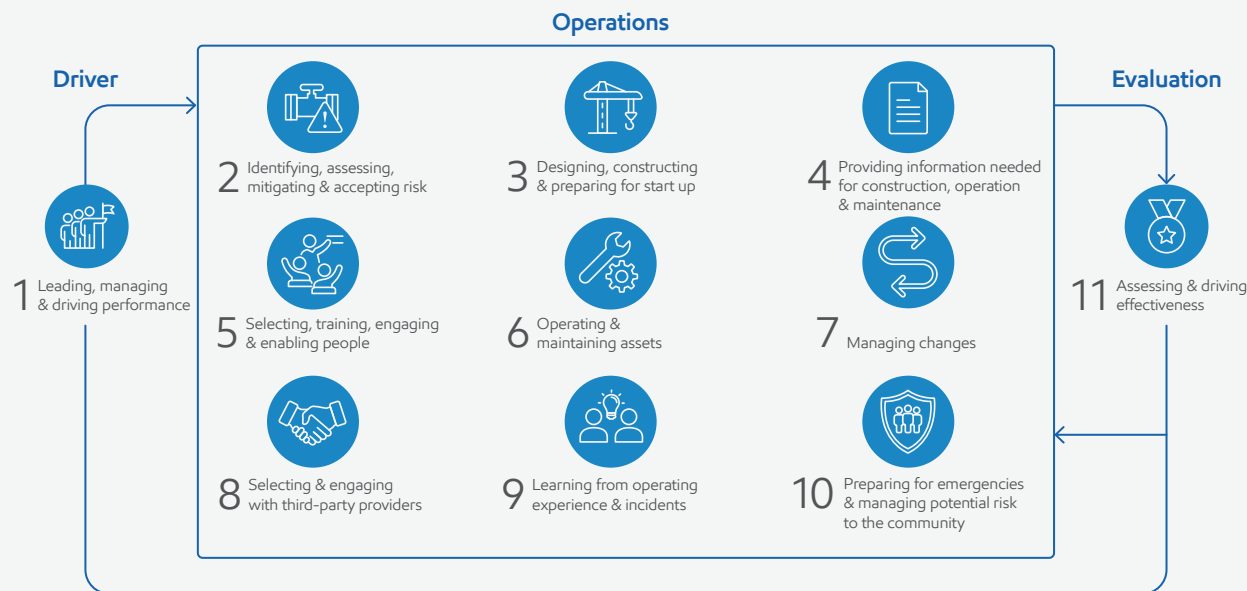 Operations
Driver
Evaluation
1 Leading, managing
& driving performance
2 Identifying, assessing,
mitigating & accepting risk
3 Designing, constructing
& preparing for start up
4 Providing information needed
for construction, operation
& maintenance
5 Selecting, training, engaging
& enabling people
6 Operating &
maintaining assets
7 Managing changes
8 Selecting & engaging
with third-party providers
9 Learning from operating
experience & incidents
10 Preparing for emergencies
& managing potential risk
to the community
11 Assessing & driving
effectiveness